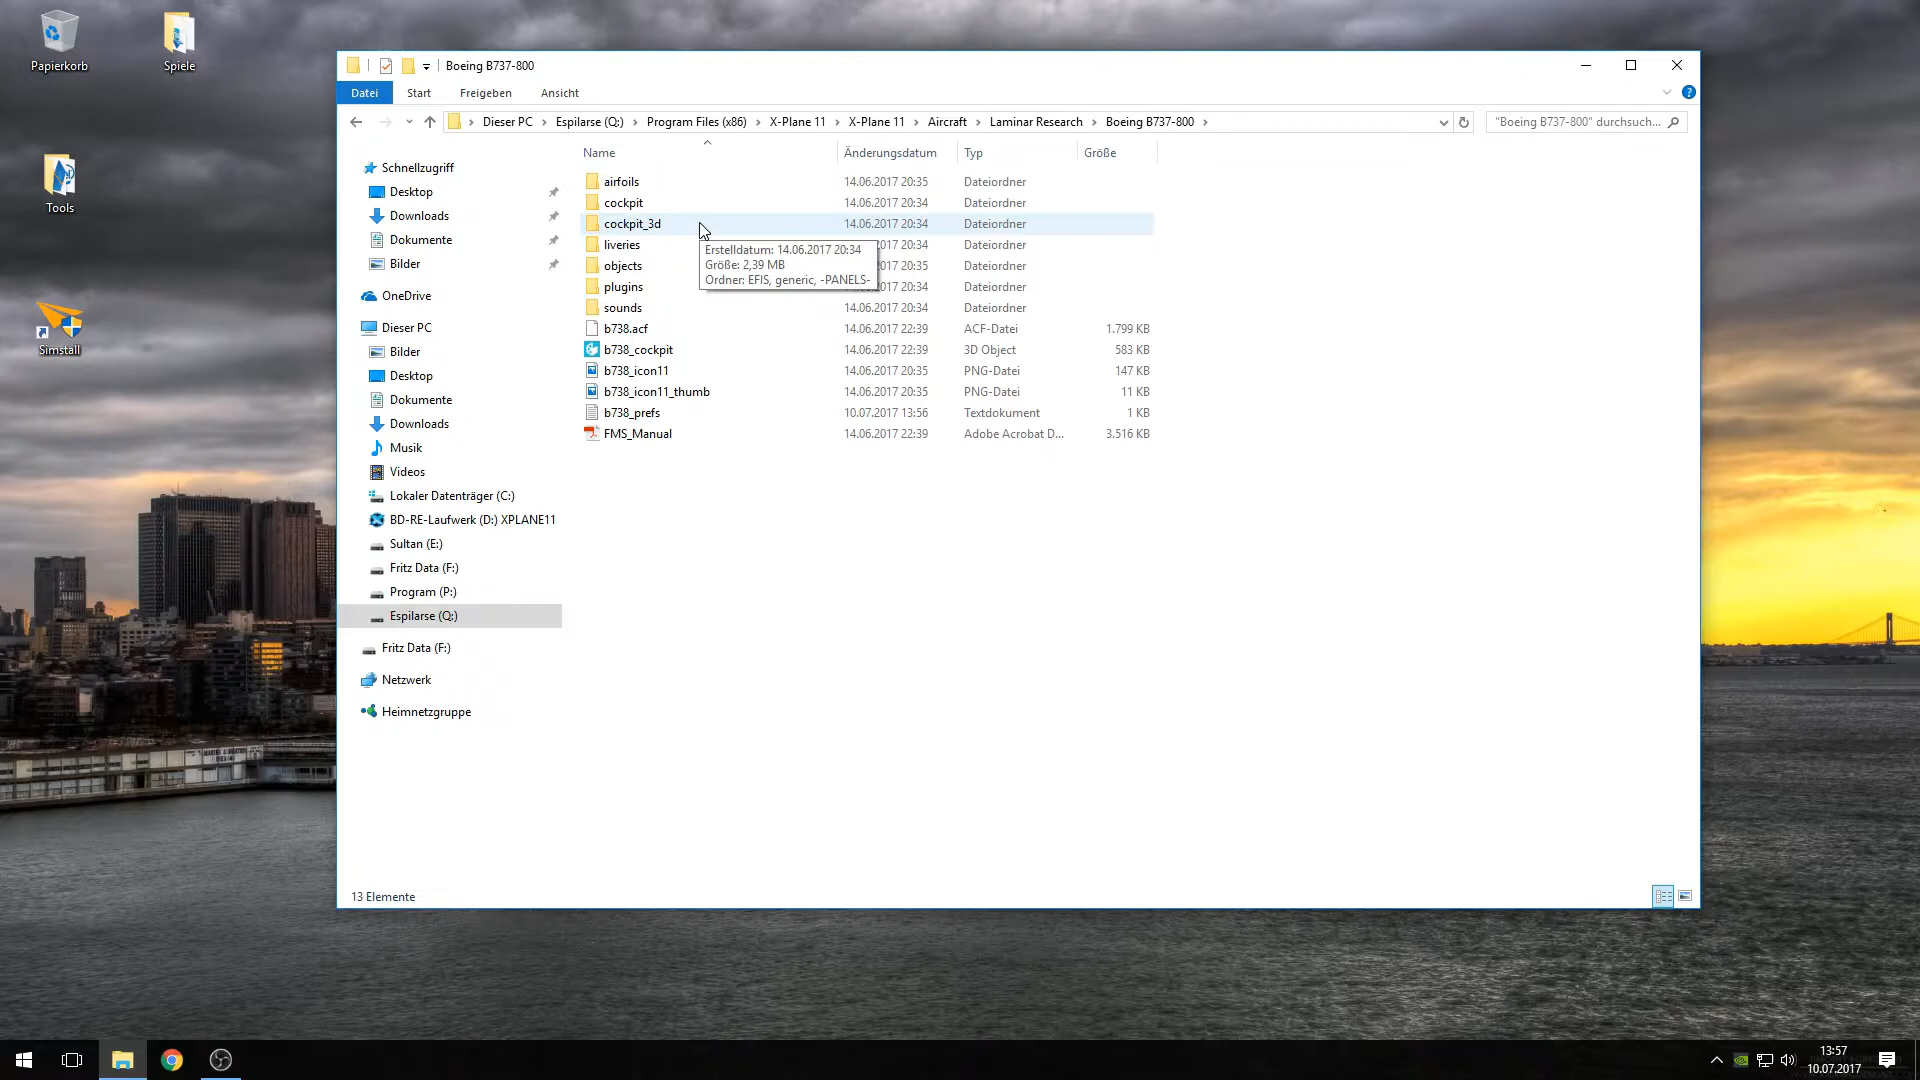 Papierkorb
Spiele
Tools
Simstall
Boeing B737-800
Datei
Start
Freigeben
Ansicht
Dieser PC
Espilarse (Q:)
Program Files (x86)
X-Plane 11
X-Plane 11
Aircraft
Laminar Research
Boeing B737-800
"Boeing B737-800" durchsuch...
Schnellzugriff
Desktop
Downloads
Dokumente
Bilder
OneDrive
Dieser PC
Bilder
Desktop
Dokumente
Downloads
Musik
Videos
Lokaler Datenträger (C:)
BD-RE-Laufwerk (D:) XPLANE11
Sultan (E:)
Fritz Data (F:)
Program (P:)
Espilarse (Q:)
Fritz Data (F:)
Netzwerk
Heimnetzgruppe
Name Änderungsdatum Typ Größe
airfoils 14.06.2017 20:35 Dateiordner
cockpit 14.06.2017 20:34 Dateiordner
cockpit_3d 14.06.2017 20:34 Dateiordner
liveries 14.06.2017 20:34 Dateiordner
objects 14.06.2017 20:35 Dateiordner
plugins 14.06.2017 20:34 Dateiordner
sounds 14.06.2017 20:34 Dateiordner
b738.acf 14.06.2017 22:39 ACF-Datei 1.799 KB
b738_cockpit 14.06.2017 22:39 3D Object 583 KB
b738_icon11 14.06.2017 20:35 PNG-Datei 147 KB
b738_icon11_thumb 14.06.2017 20:35 PNG-Datei 11 KB
b738_prefs 10.07.2017 13:56 Textdokument 1 KB
FMS_Manual 14.06.2017 22:39 Adobe Acrobat D... 3.516 KB
Erstelldatum: 14.06.2017 20:34
Größe: 2,39 MB
Ordner: EFIS, generic, -PANELS-
13 Elemente
13:57
10.07.2017